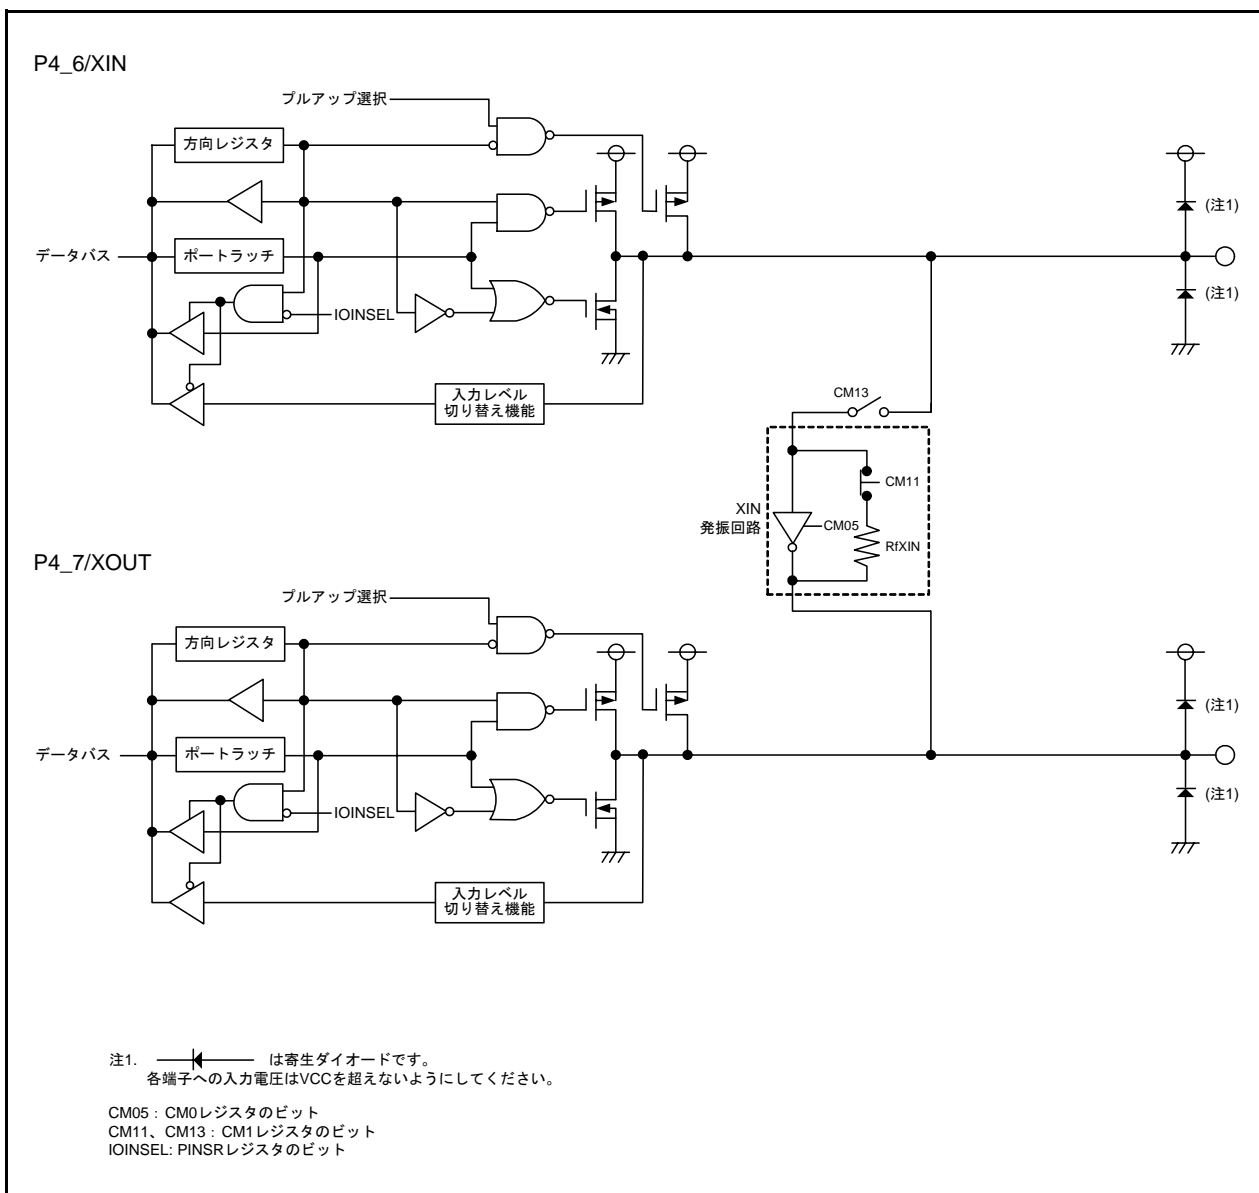 P4_6/XIN
プルアップ選択
方向レジスタ
(注1)
データバス
ポートラッチ
(注1)
IOINSEL
入力レベル
切り替え機能
CM13
CM11
XIN
発振回路
CM05
RfXIN
P4_7/XOUT
プルアップ選択
方向レジスタ
(注1)
データバス
ポートラッチ
(注1)
IOINSEL
入力レベル
切り替え機能
注1. は寄生ダイオードです。
各端子への入力電圧はVCCを超えないようにしてください。
CM05 : CM0レジスタのビット
CM11、CM13 : CM1レジスタのビット
IOINSEL: PINSRレジスタのビット